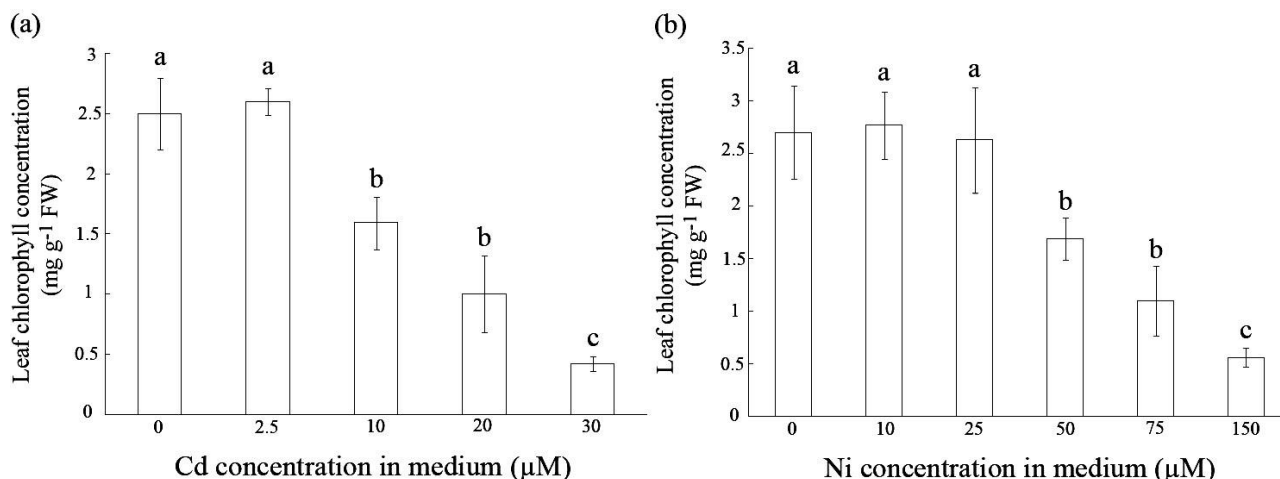 (a)
Leaf chlorophyll concentration
(mg g⁻¹ FW)
3
2.5
2
1.5
1
0.5
0
a
a
b
b
c
0 2.5 10 20 30
Cd concentration in medium (µM)
(b)
Leaf chlorophyll concentration
(mg g⁻¹ FW)
3.5
3
2.5
2
1.5
1
0.5
0
a
a
a
b
b
c
0 10 25 50 75 150
Ni concentration in medium (µM)